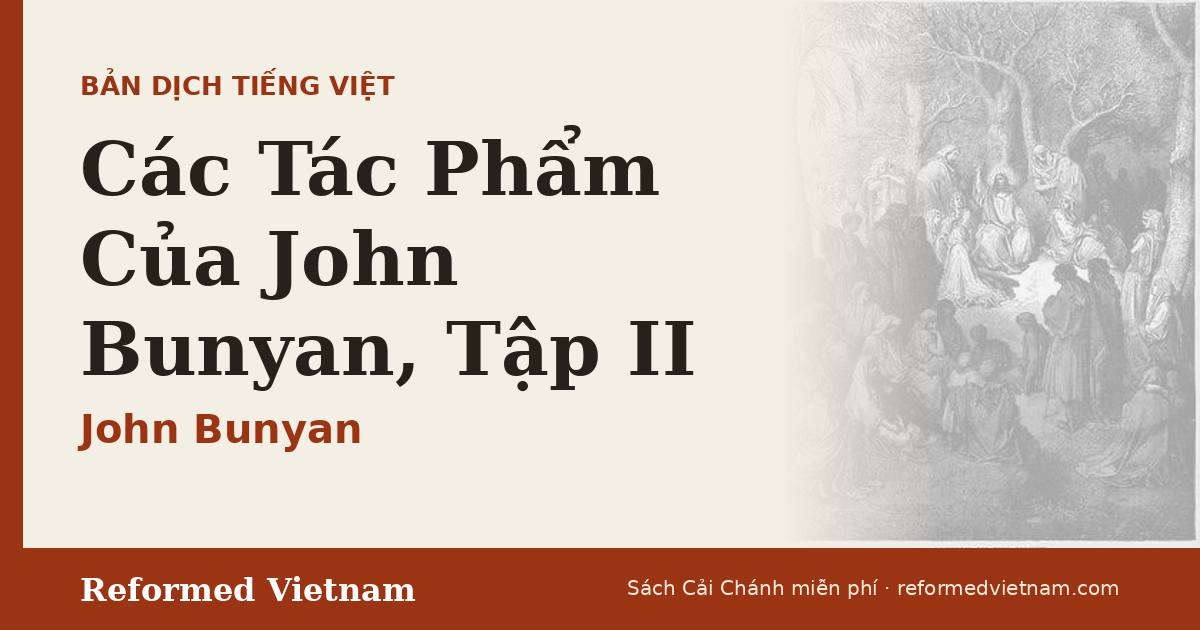 BẢN DỊCH TIẾNG VIỆT
Các Tác Phẩm
Của John
Bunyan, Tập II
John Bunyan
Reformed Vietnam
Sách Cải Chánh miễn phí · reformedvietnam.com